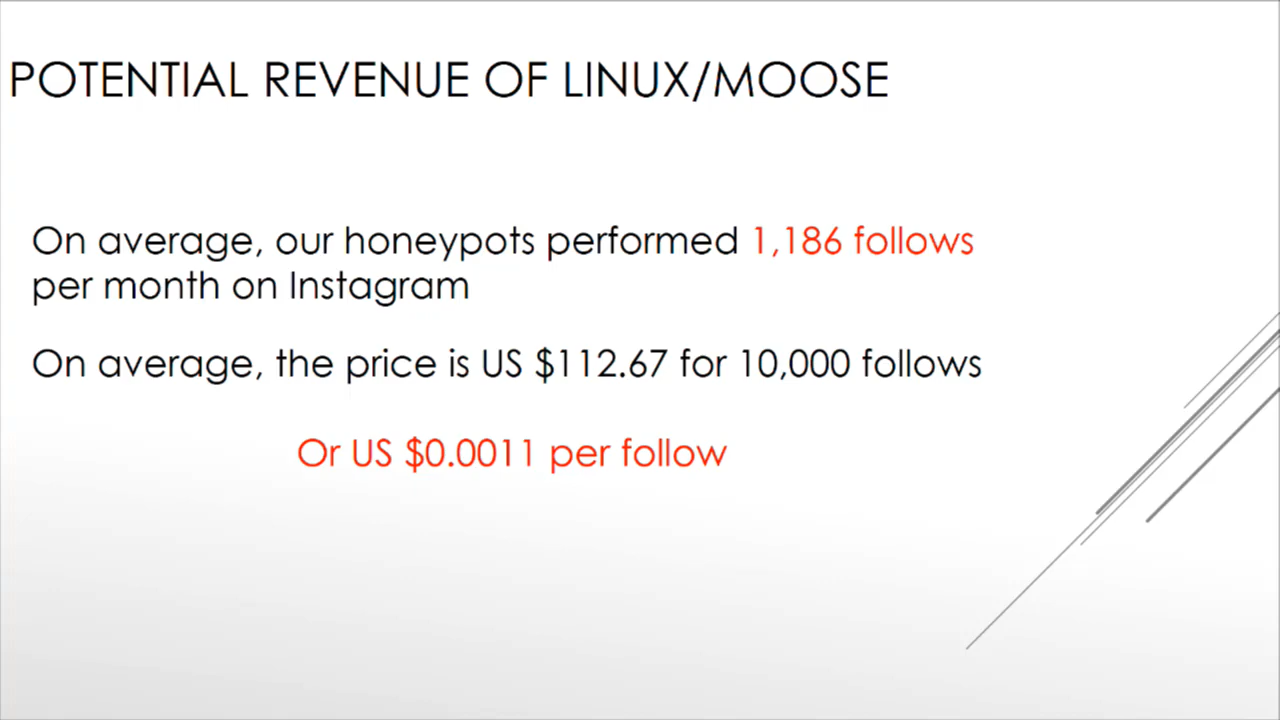 POTENTIAL REVENUE OF LINUX/MOOSE
On average, our honeypots performed 1,186 follows
per month on Instagram
On average, the price is US $112.67 for 10,000 follows
Or US $0.0011 per follow